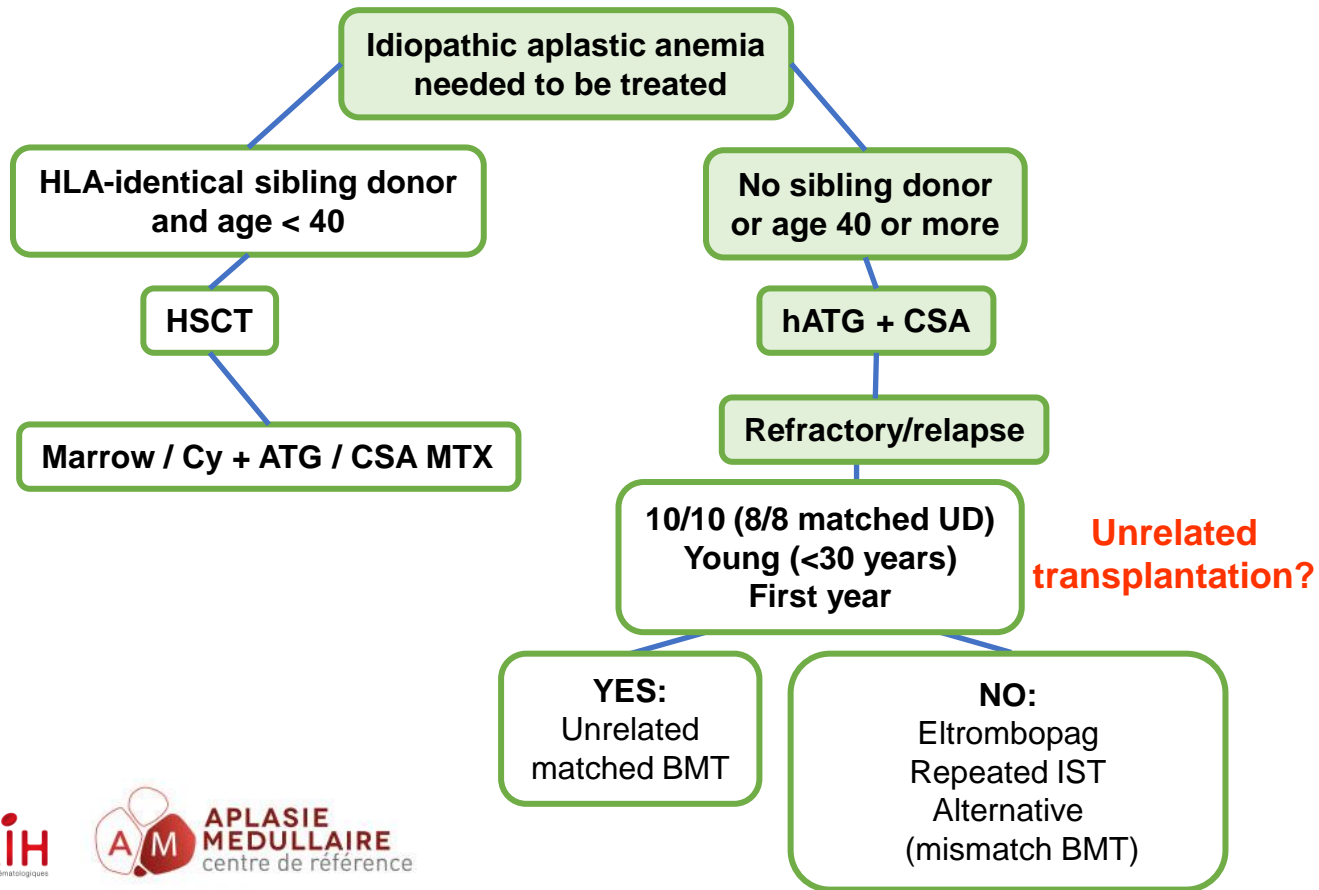 Idiopathic aplastic anemia
needed to be treated
HLA-identical sibling donor
and age < 40
No sibling donor
or age 40 or more
HSCT
hATG + CSA
Marrow / Cy + ATG / CSA MTX
Refractory/relapse
10/10 (8/8 matched UD)
Young (<30 years)
First year
Unrelated
transplantation?
YES:
Unrelated
matched BMT
NO:
Eltrombopag
Repeated IST
Alternative
(mismatch BMT)
iH
ématologiques
A M
APLASIE
MEDULLAIRE
centre de référence